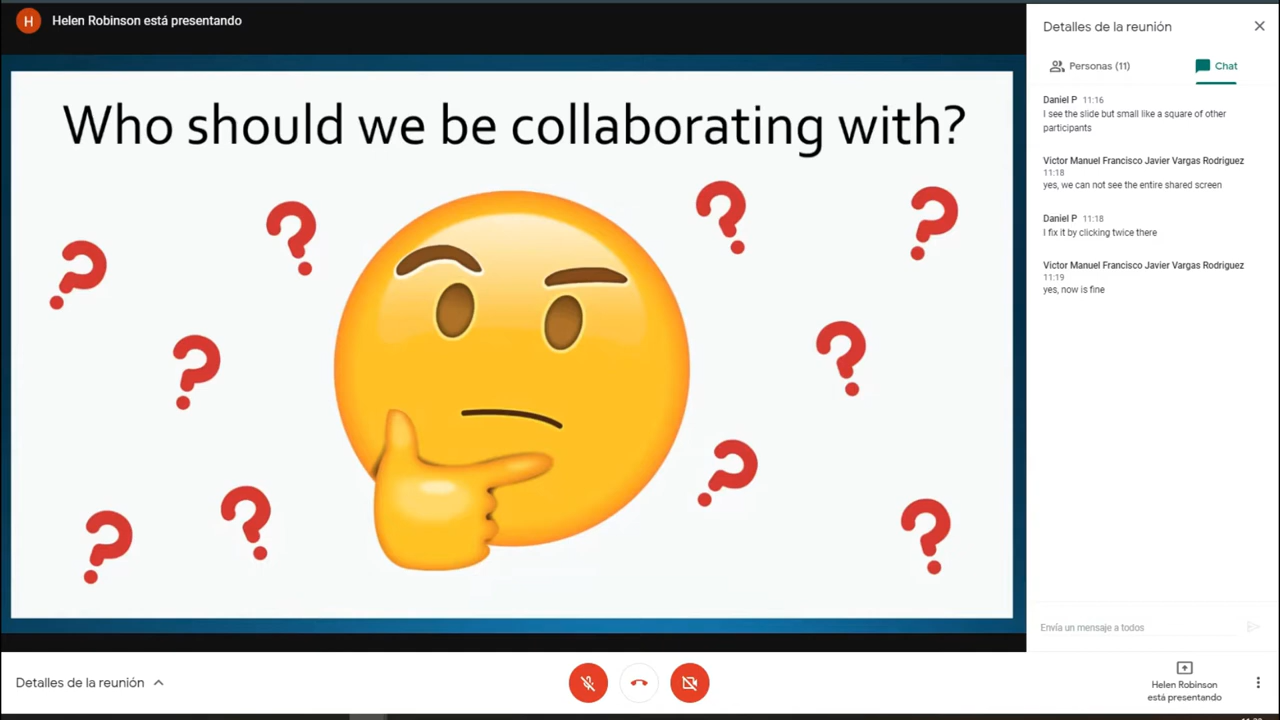 H Helen Robinson está presentando
Detalles de la reunión
Personas (11)
Chat
Who should we be collaborating with?
Daniel P 11:16
I see the slide but small like a square of other
participants
Victor Manuel Francisco Javier Vargas Rodriguez
11:18
yes, we can not see the entire shared screen
Daniel P 11:18
I fix it by clicking twice there
Victor Manuel Francisco Javier Vargas Rodriguez
11:19
yes, now is fine
Envía un mensaje a todos
Detalles de la reunión
Helen Robinson
está presentando